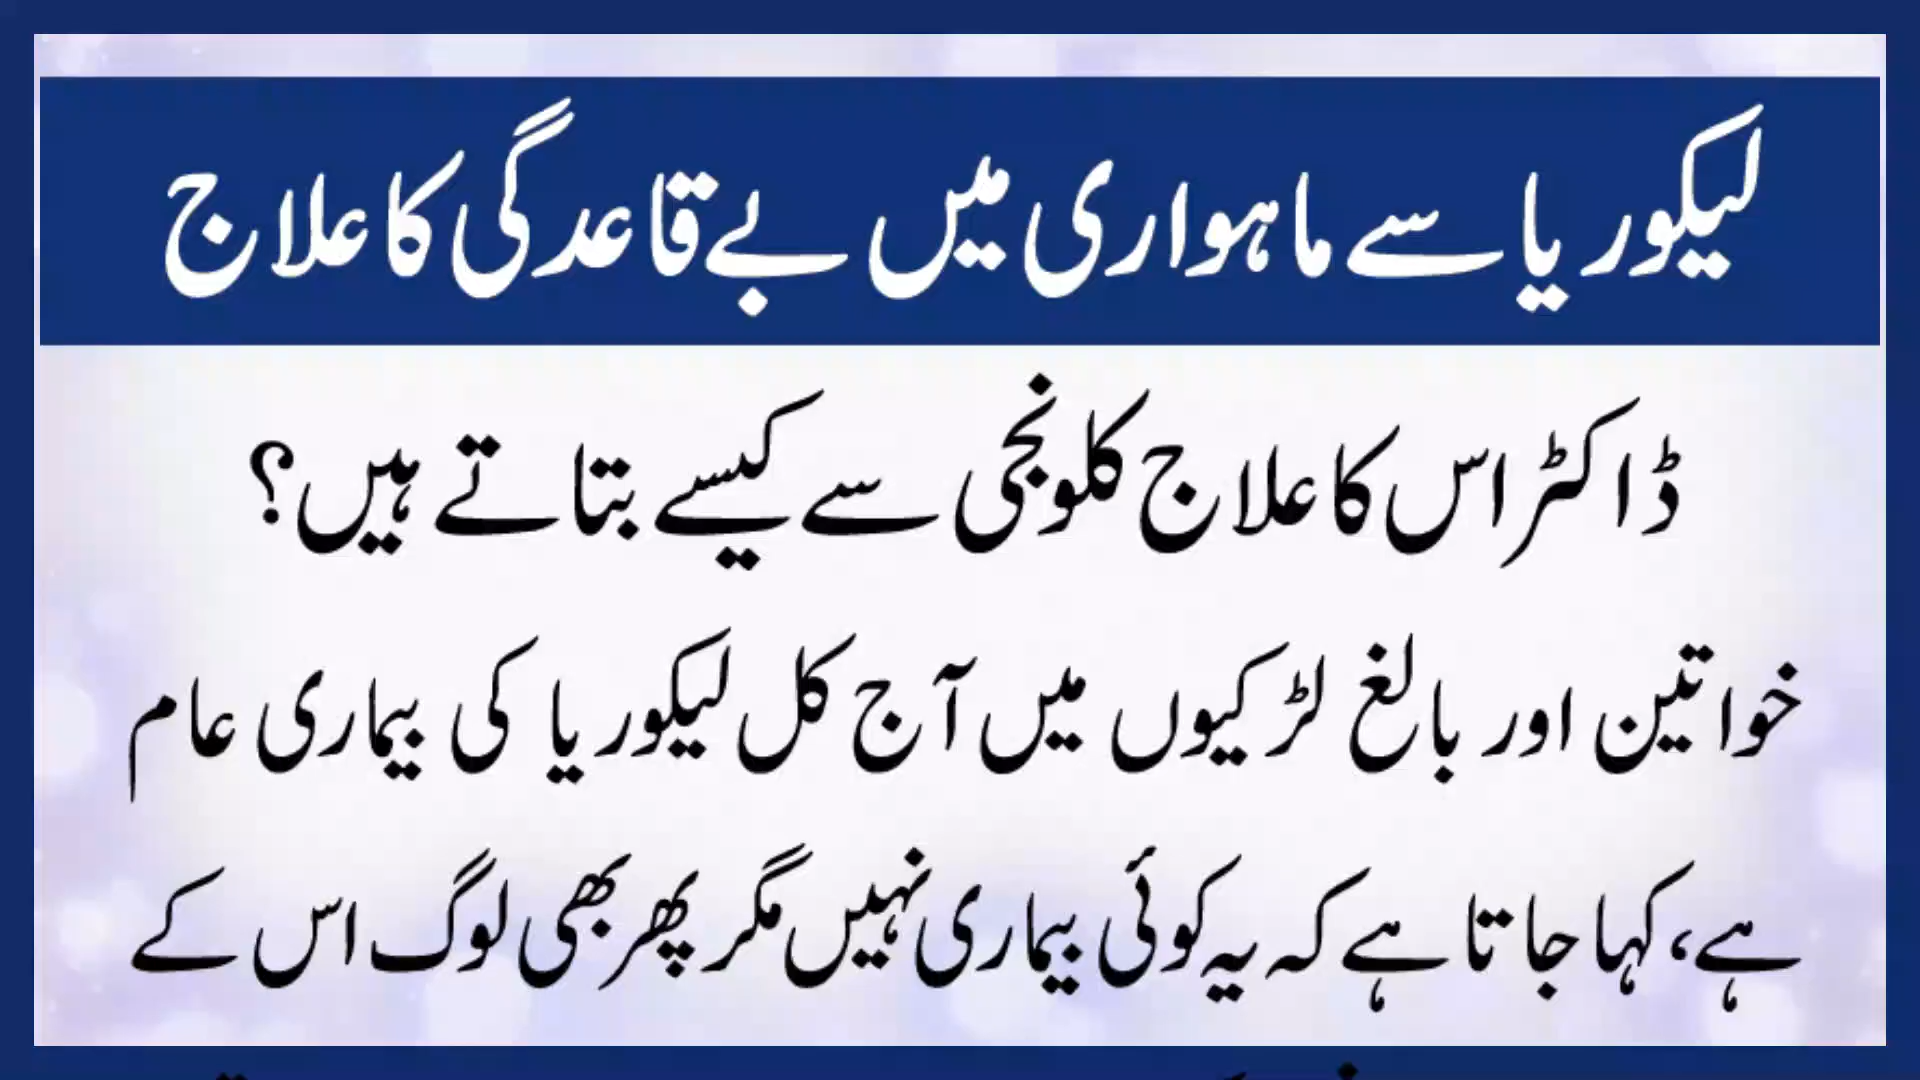 لیکوریا سے ماہواری میں بے قاعدگی کا علاج
ڈاکٹر اس کا علاج کلونجی سے کیسے بتاتے ہیں؟
خواتین اور بالغ لڑکیوں میں آج کل لیکوریا کی بیماری عام
ہے، کہا جاتا ہے کہ یہ کوئی بیماری نہیں مگر پھر بھی لوگ اس کے